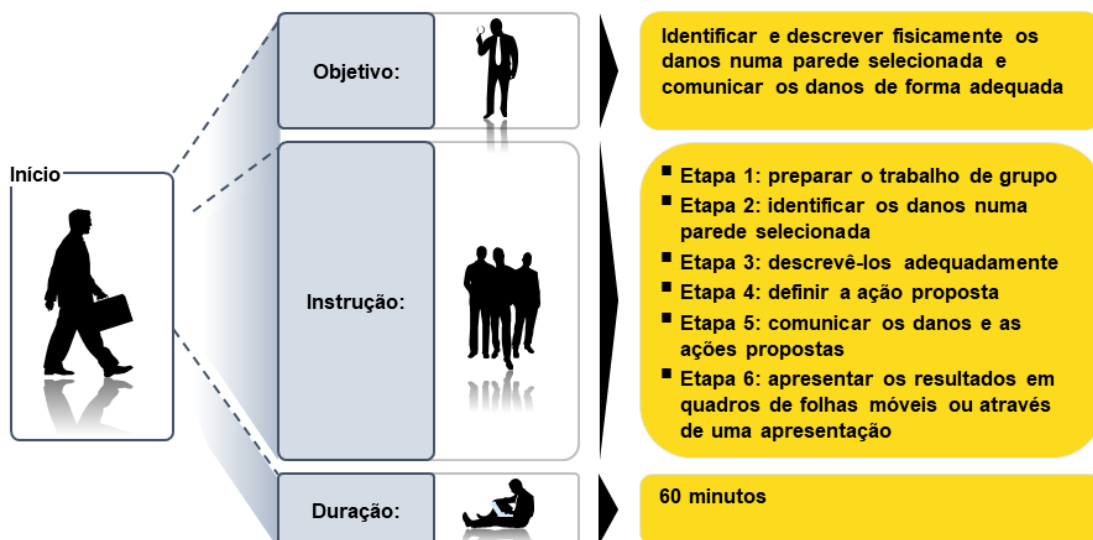 Início
Objetivo:
Identificar e descrever fisicamente os
danos numa parede selecionada e
comunicar os danos de forma adequada
Instrução:
▪ Etapa 1: preparar o trabalho de grupo
▪ Etapa 2: identificar os danos numa
parede selecionada
▪ Etapa 3: descrevê-los adequadamente
▪ Etapa 4: definir a ação proposta
▪ Etapa 5: comunicar os danos e as
ações propostas
▪ Etapa 6: apresentar os resultados em
quadros de folhas móveis ou através
de uma apresentação
Duração:
60 minutos